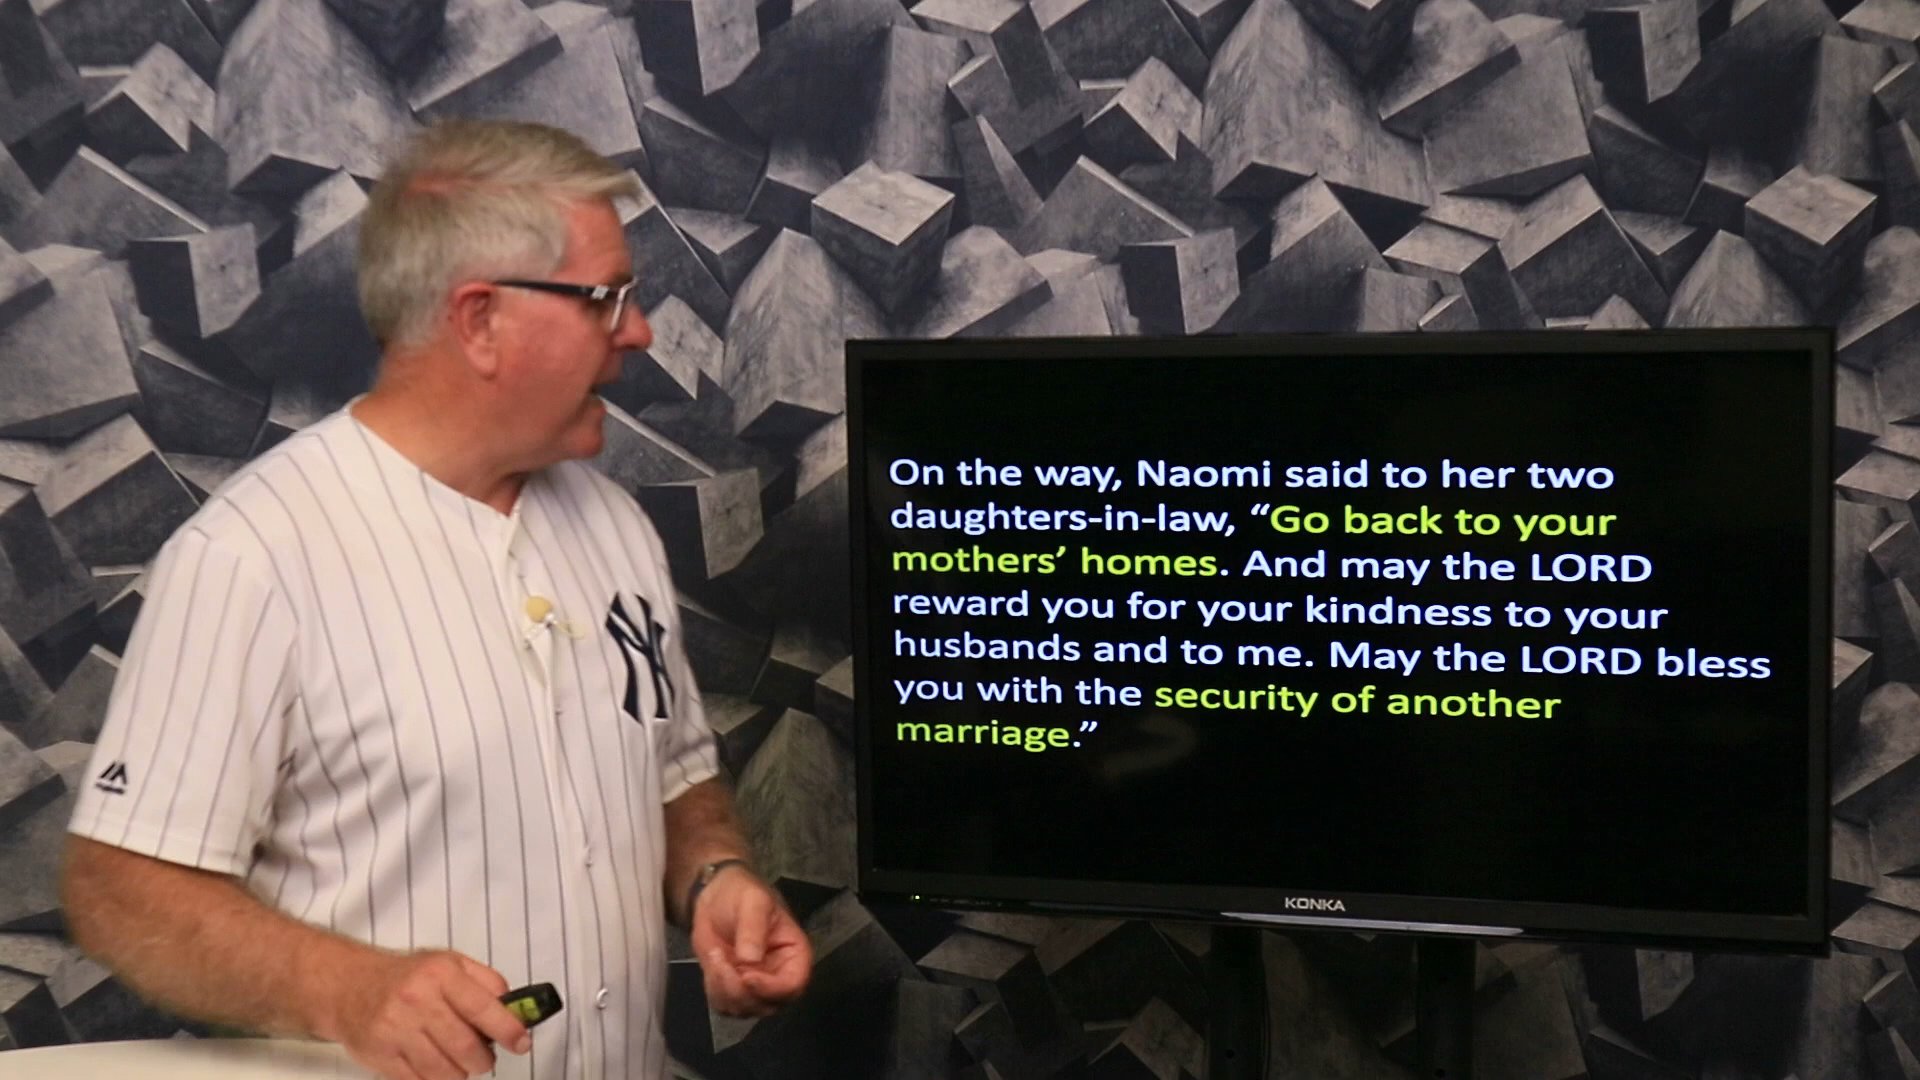 On the way, Naomi said to her two
daughters-in-law, “Go back to your
mothers’ homes. And may the LORD
reward you for your kindness to your
husbands and to me. May the LORD bless
you with the security of another
marriage.”
KONKA
NY